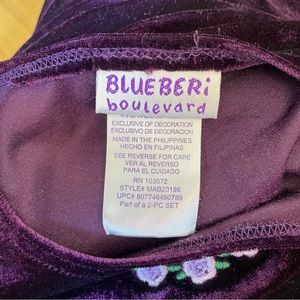 BLUEBERi
boulevard
EXCLUSIVE OF DECORATION
EXCLUSIVO DE DECORACION
MADE IN THE PHILIPPINES
HECHO EN FILIPINAS
SEE REVERSE FOR CARE
VER AL REVERSO
PARA EL CUIDADO
RN 103572
STYLE# MAB23186
UPC# 807746480789
Part of a 2-PC SET